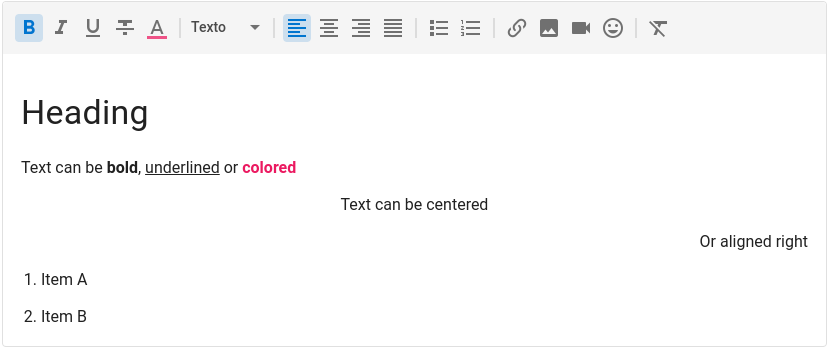 B I U S A Texto
Heading
Text can be bold, underlined or colored
Text can be centered
Or aligned right
1. Item A
2. Item B